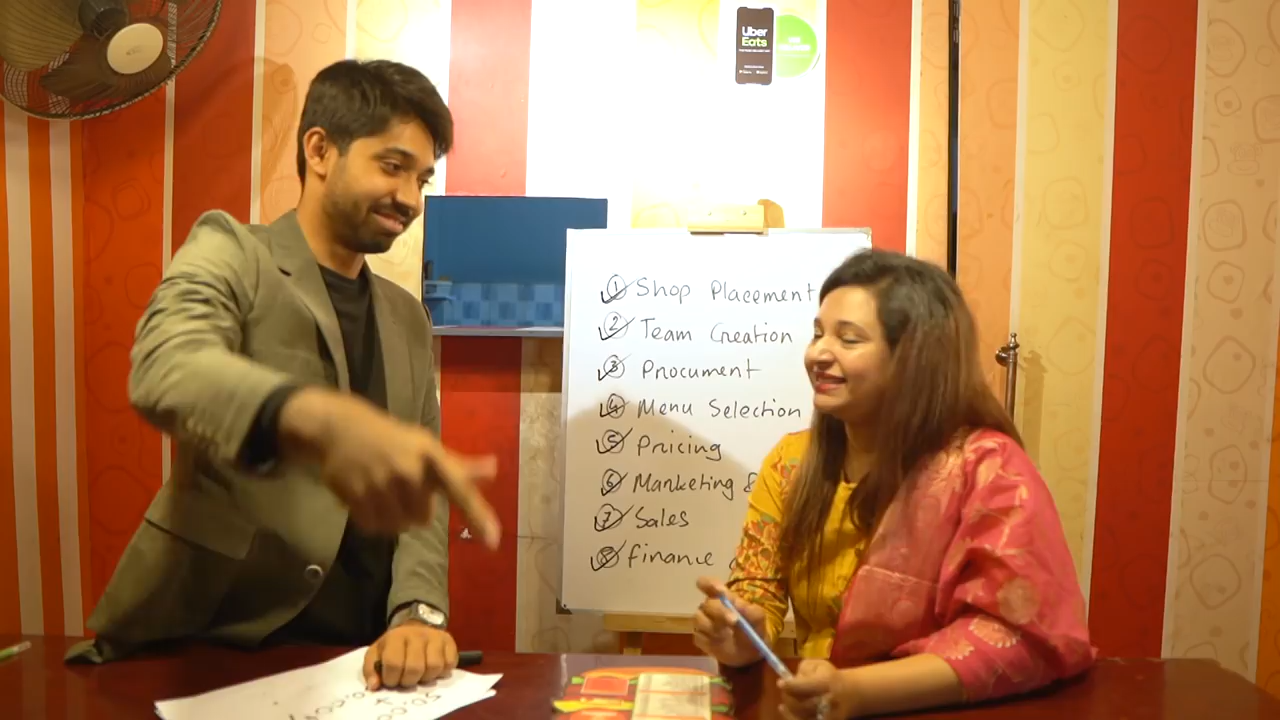 Uber
Eats
1 Shop Placement
2 Team Creation
3 Procument
4 Menu Selection
5 Pricing
6 Marketing &
7 Sales
8 finance